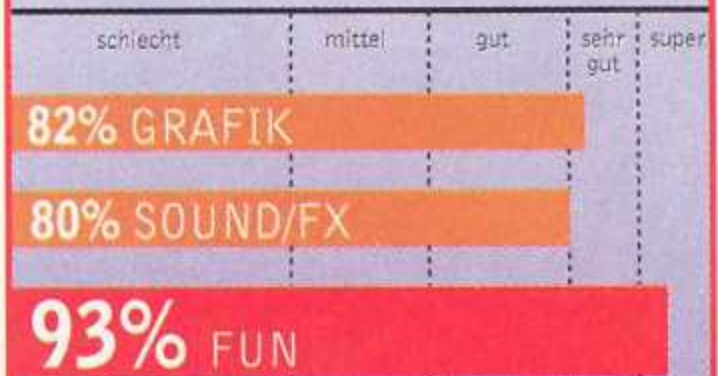 schlecht mittel gut sehr gut super
82% GRAFIK
80% SOUND/FX
93% FUN